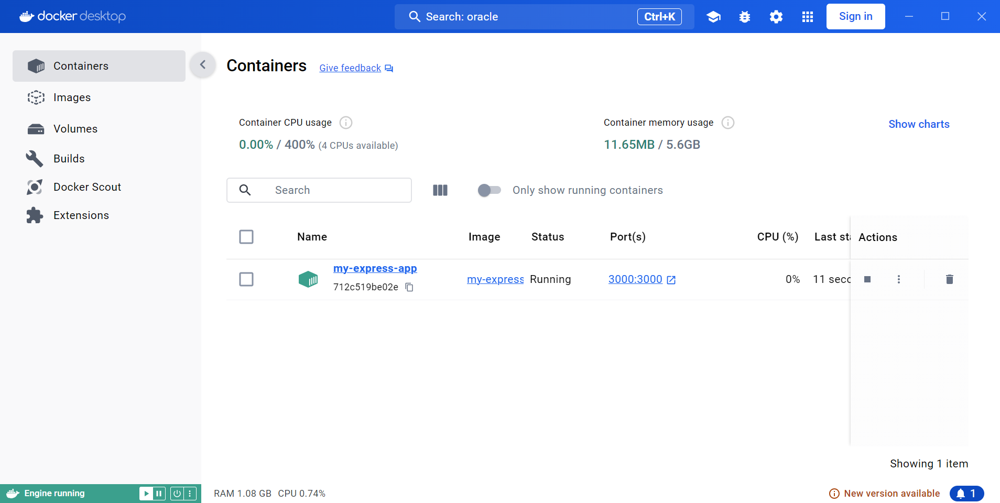 docker desktop
Search: oracle
Ctrl+K
Sign in
Containers
Images
Volumes
Builds
Docker Scout
Extensions
Containers
Give feedback
Container CPU usage
0.00% / 400% (4 CPUs available)
Container memory usage
11.65MB / 5.6GB
Show charts
Search
Only show running containers
Name Image Status Port(s) CPU (%) Last sta Actions
my-express-app
712c519be02e
my-express Running 3000:3000 0% 11 seco
Showing 1 item
Engine running
RAM 1.08 GB CPU 0.74%
New version available
1